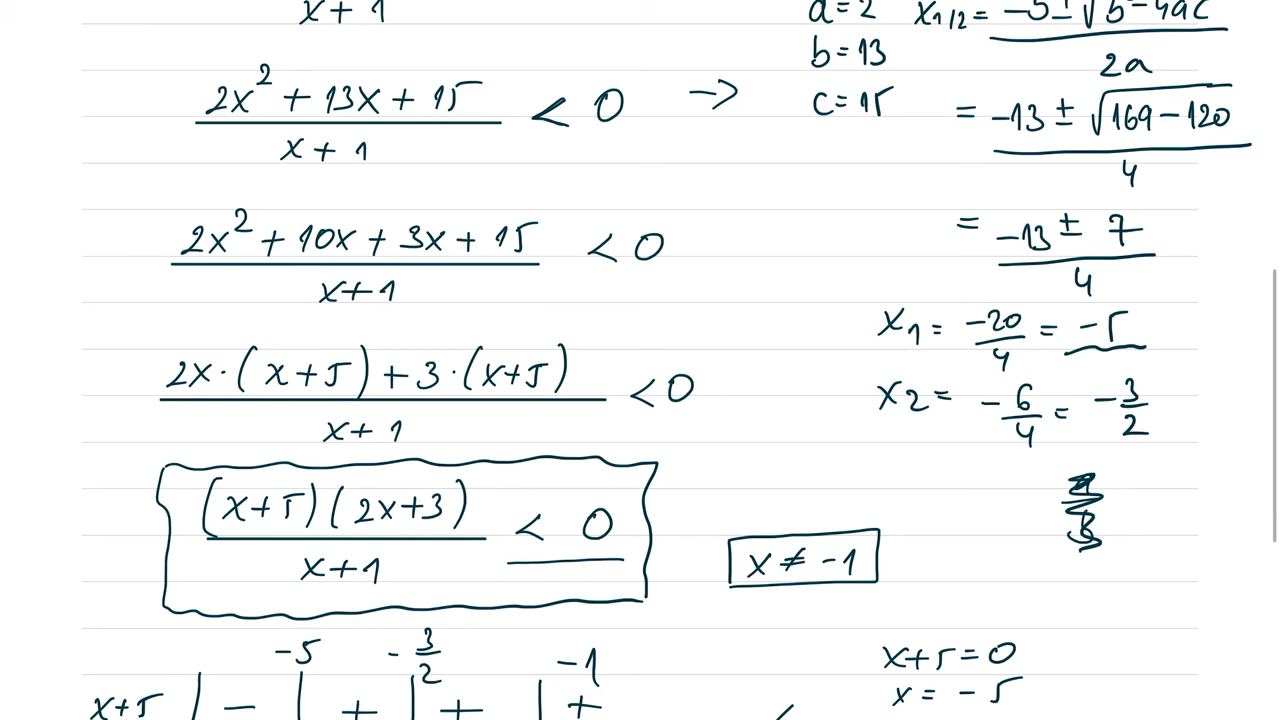 x + 1
2x² + 13x + 15 < 0 →
x + 1
2x² + 10x + 3x + 15 < 0
x+1
2x·(x+5)+3·(x+5) < 0
x+1
(x+5)(2x+3) < 0
x+1
x ≠ -1
-5 -3/2 -1
x+5 | - | + | + | +
a=2
b=13
c=15
x1/2 = -b±√b²-4ac
2a
= -13 ± √169-120
4
= -13 ± 7
4
x1 = -20/4 = -5
x2 = -6/4 = -3/2
x+5=0
x = -5